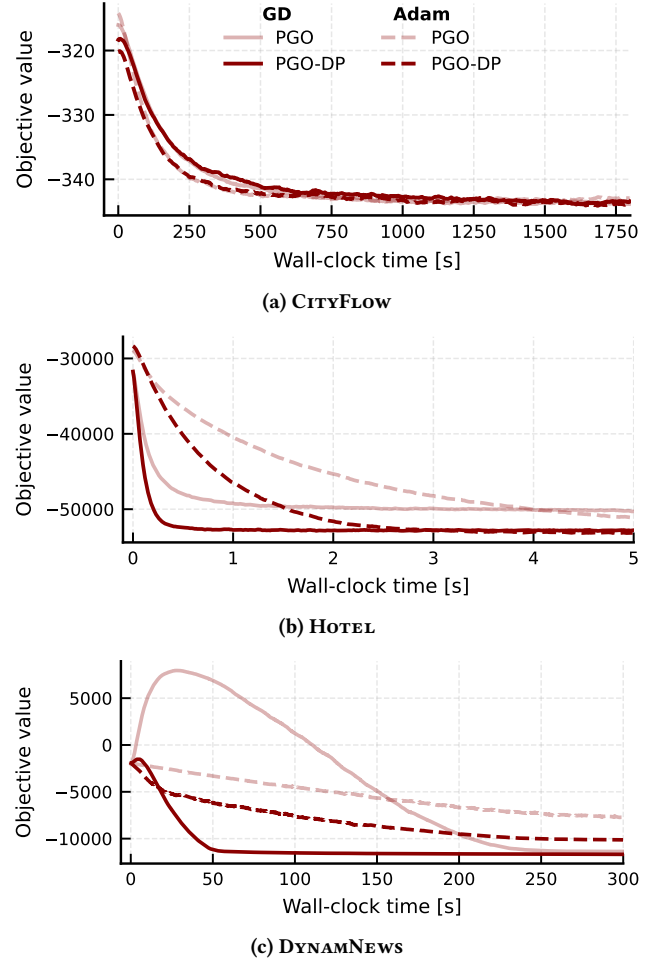 GD Adam
PGO PGO
PGO-DP PGO-DP
Objective value
−320
−330
−340
0 250 500 750 1000 1250 1500 1750
Wall-clock time [s]
(a) CityFlow
Objective value
−30000
−40000
−50000
0 1 2 3 4 5
Wall-clock time [s]
(b) Hotel
Objective value
5000
0
−5000
−10000
0 50 100 150 200 250 300
Wall-clock time [s]
(c) DynamNews